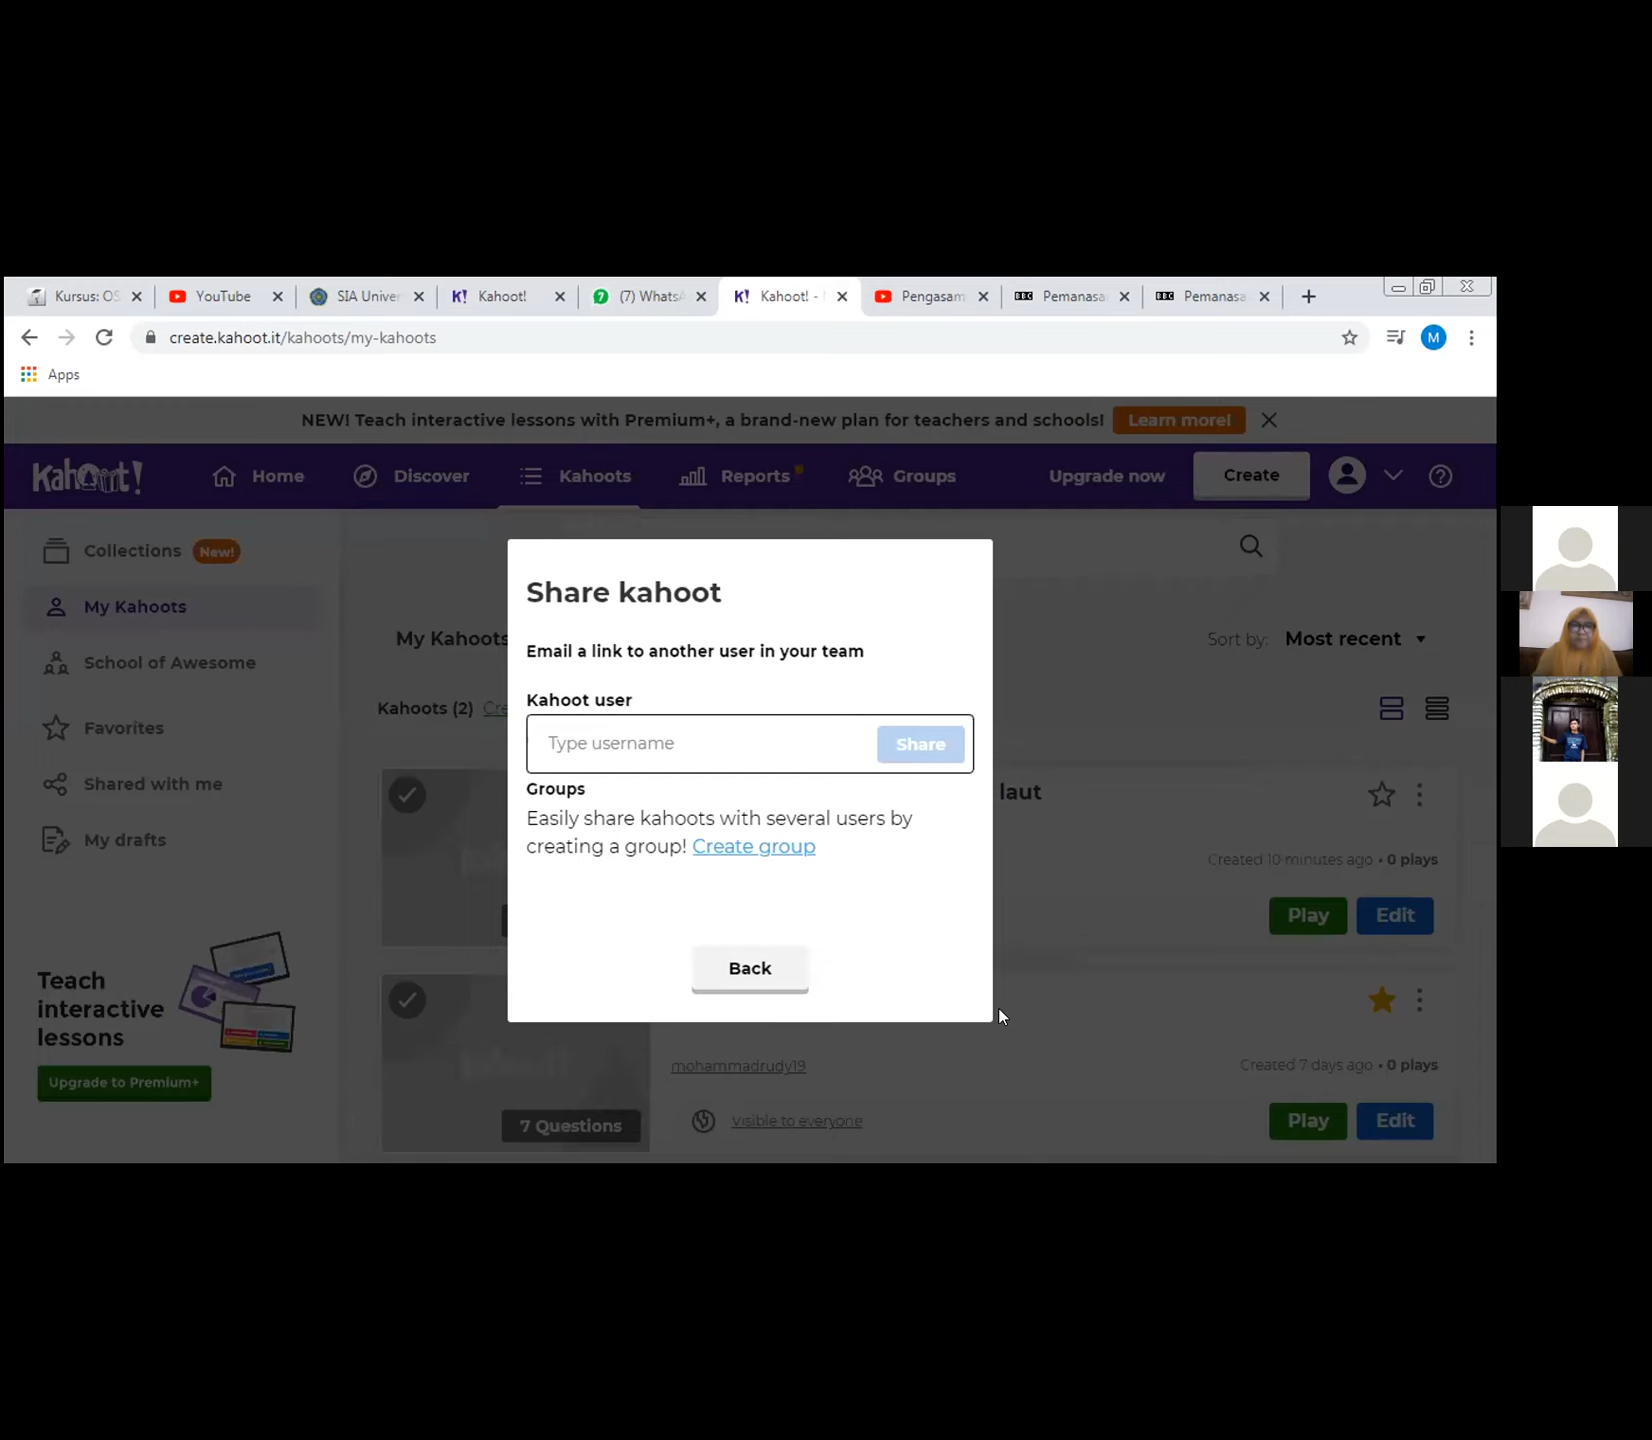 Kursus: OS
YouTube
SIA Univer
K! Kahoot!
7 (7) Whats
K! Kahoot! -
Pengasam
BBC Pemanasa
BBC Pemanasa
create.kahoot.it/kahoots/my-kahoots
M
Apps
NEW! Teach interactive lessons with Premium+, a brand-new plan for teachers and schools! Learn more!
Kahoot! Home Discover Kahoots Reports Groups Upgrade now Create
Collections New!
My Kahoots
School of Awesome
Favorites
Shared with me
My drafts
Teach
interactive
lessons
Upgrade to Premium+
My Kahoots
Sort by: Most recent
Kahoots (2) Cre
Share kahoot
Email a link to another user in your team
Kahoot user
Type username Share
Groups
Easily share kahoots with several users by
creating a group! Create group
Back
laut
Created 10 minutes ago • 0 plays
Play Edit
mohammadrudy19
Created 7 days ago • 0 plays
7 Questions
Visible to everyone
Play Edit